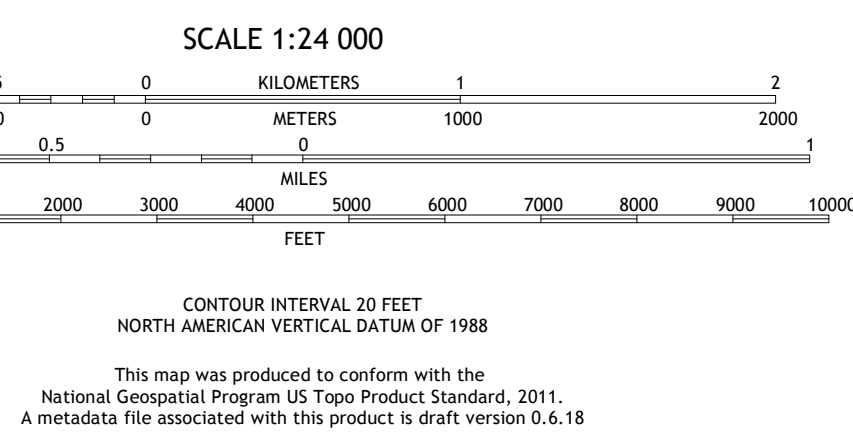 SCALE 1:24 000
0 KILOMETERS 1 2
0 METERS 1000 2000
0.5 0 1
MILES
2000 3000 4000 5000 6000 7000 8000 9000 10000
FEET
CONTOUR INTERVAL 20 FEET
NORTH AMERICAN VERTICAL DATUM OF 1988
This map was produced to conform with the
National Geospatial Program US Topo Product Standard, 2011.
A metadata file associated with this product is draft version 0.6.18